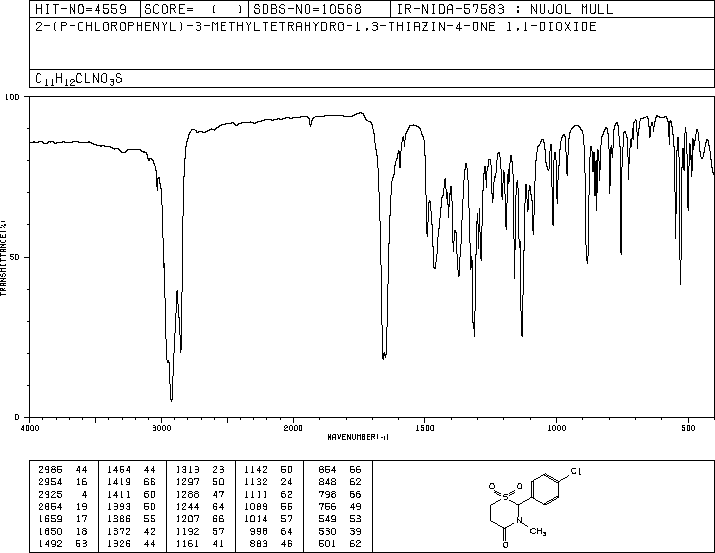 HIT-NO=4559 SCORE= ( ) SDBS-NO=10568 IR-NIDA-57583 : NUJOL MULL
2-(P-CHLOROPHENYL)-3-METHYLTETRAHYDRO-1,3-THIAZIN-4-ONE 1,1-DIOXIDE
C11H12CLNO3S
100
TRANSMITTANCE(%)
50
0
4000 3000 2000 1500 1000 500
WAVENUMBER(-1)
2985 44 1464 44 1313 23 1142 60 864 66
2954 16 1419 66 1297 50 1132 24 848 62
2925 4 1411 60 1288 47 1111 62 798 66
2854 19 1393 50 1244 64 1089 55 756 49
1659 17 1386 55 1207 66 1014 57 549 53
1650 18 1372 42 1192 57 998 64 530 39
1492 53 1326 44 1161 41 883 46 501 62
Cl
O O
S
N CH3
O